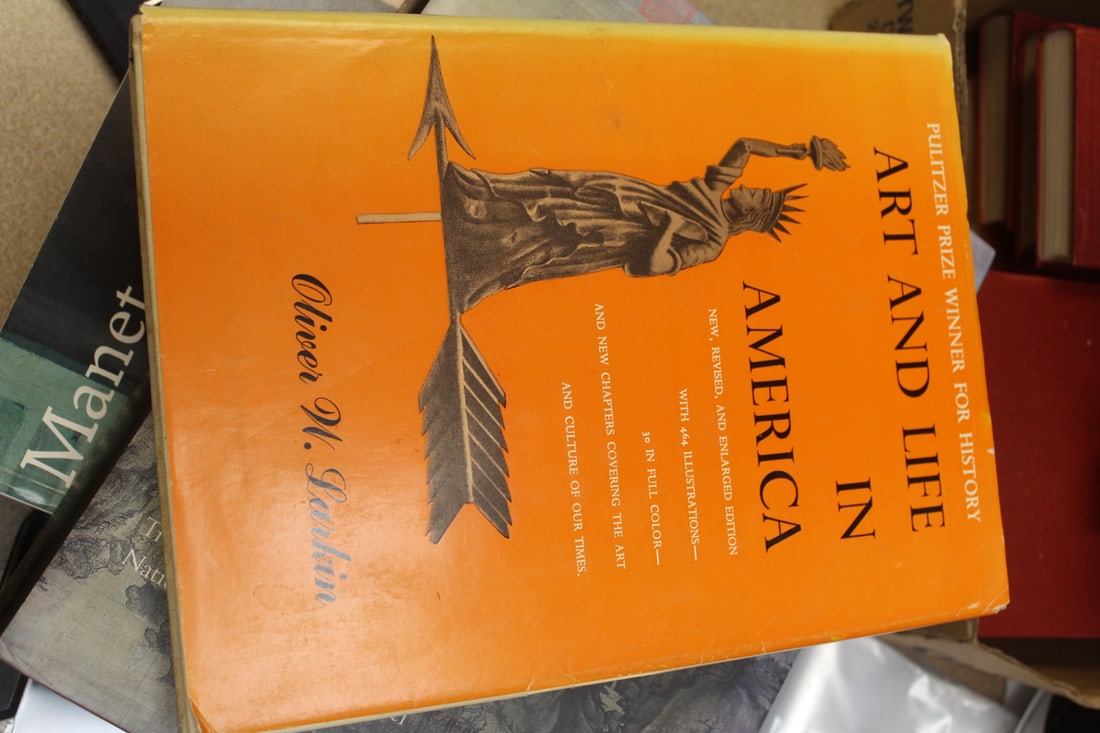 PULITZER PRIZE WINNER FOR HISTORY
ART AND LIFE
IN
AMERICA
NEW, REVISED, AND ENLARGED EDITION
WITH 464 ILLUSTRATIONS—
30 IN FULL COLOR—
AND NEW CHAPTERS COVERING THE ART
AND CULTURE OF OUR TIMES.
Oliver W. Larkin
Manet